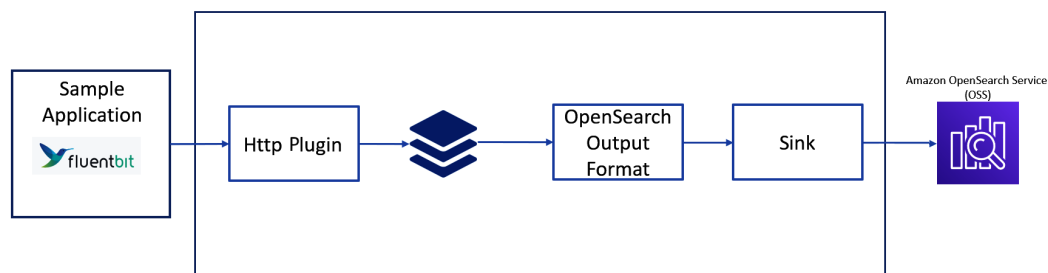 Sample
Application
fluentbit
Http Plugin
OpenSearch
Output
Format
Sink
Amazon OpenSearch Service
(OSS)